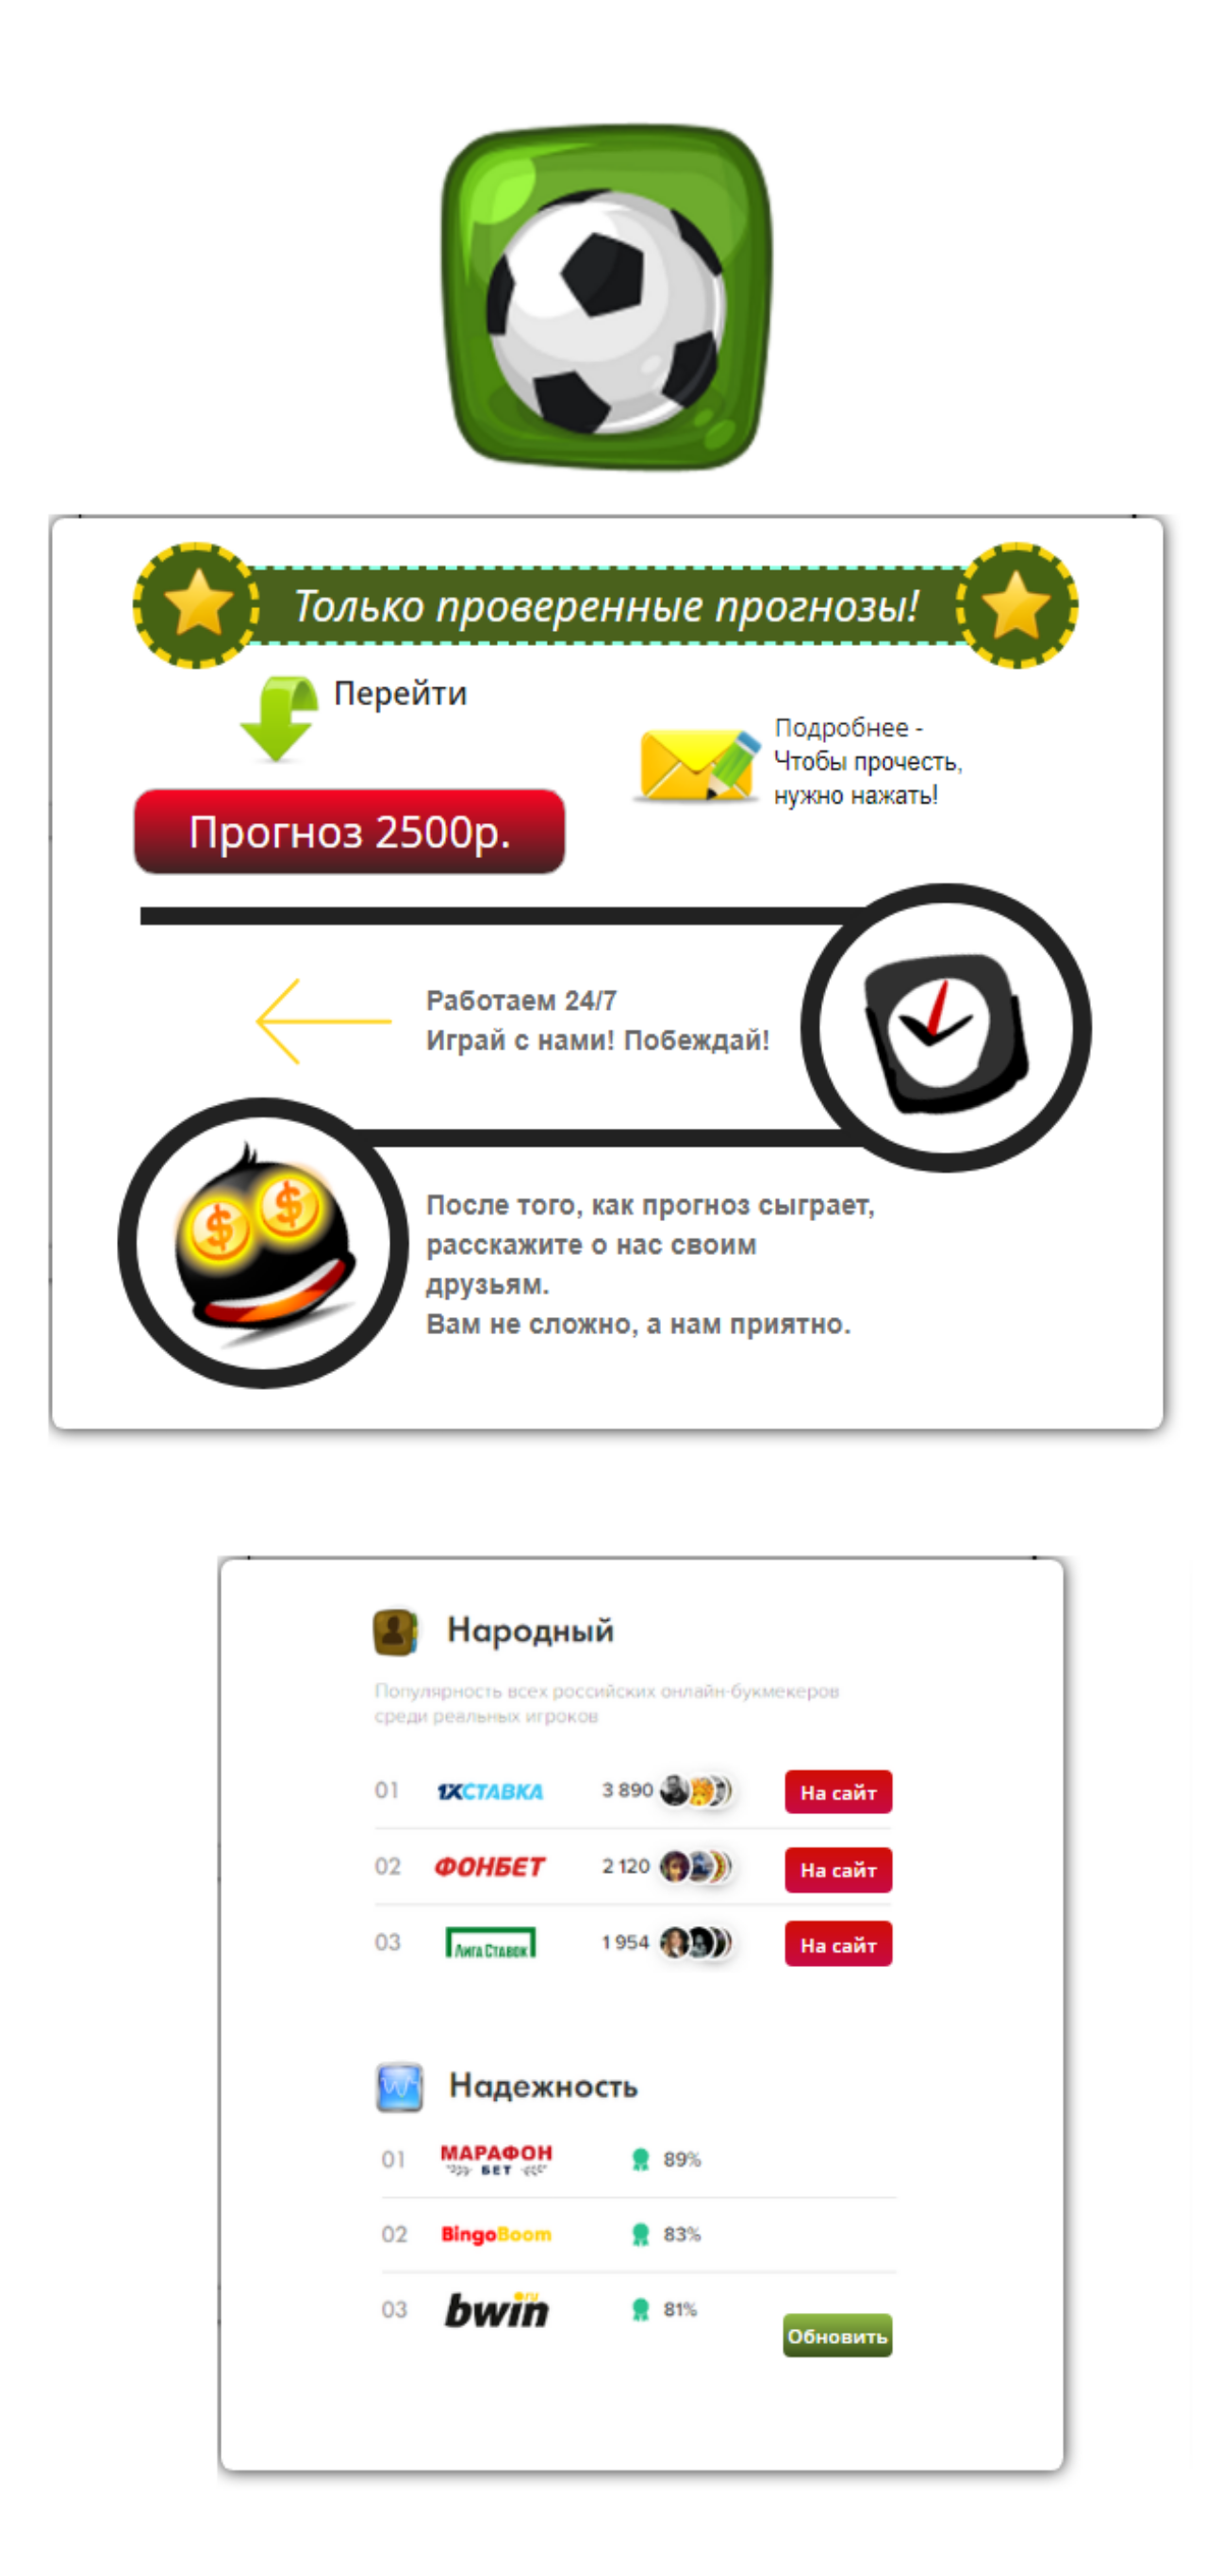 Только проверенные прогнозы!
Перейти
Подробнее -
Чтобы прочесть,
нужно нажать!
Прогноз 2500р.
Работаем 24/7
Играй с нами! Побеждай!
После того, как прогноз сыграет,
расскажите о нас своим
друзьям.
Вам не сложно, а нам приятно.
Народный
Популярность всех российских онлайн-букмекеров
среди реальных игроков
01 1XСТАВКА 3 890 На сайт
02 ФОНБЕТ 2 120 На сайт
03 Лига Ставок 1 954 На сайт
Надежность
01 МАРАФОН БЕТ 89%
02 BingoBoom 83%
03 bwin.ru 81%
Обновить